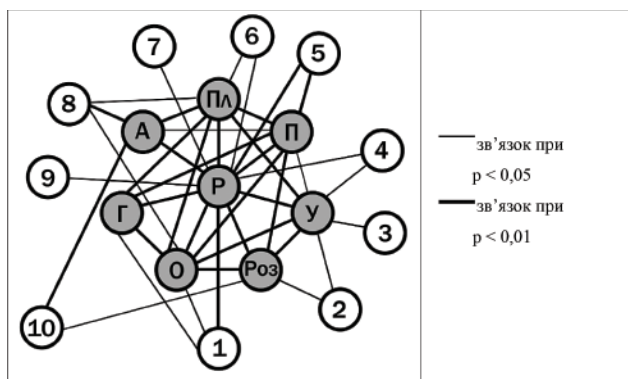 6
7
5
8
Пл
А
П
4
9
Р
Г
У
3
О
Роз
2
10
1
зв’язок при
p < 0,05
зв’язок при
p < 0,01